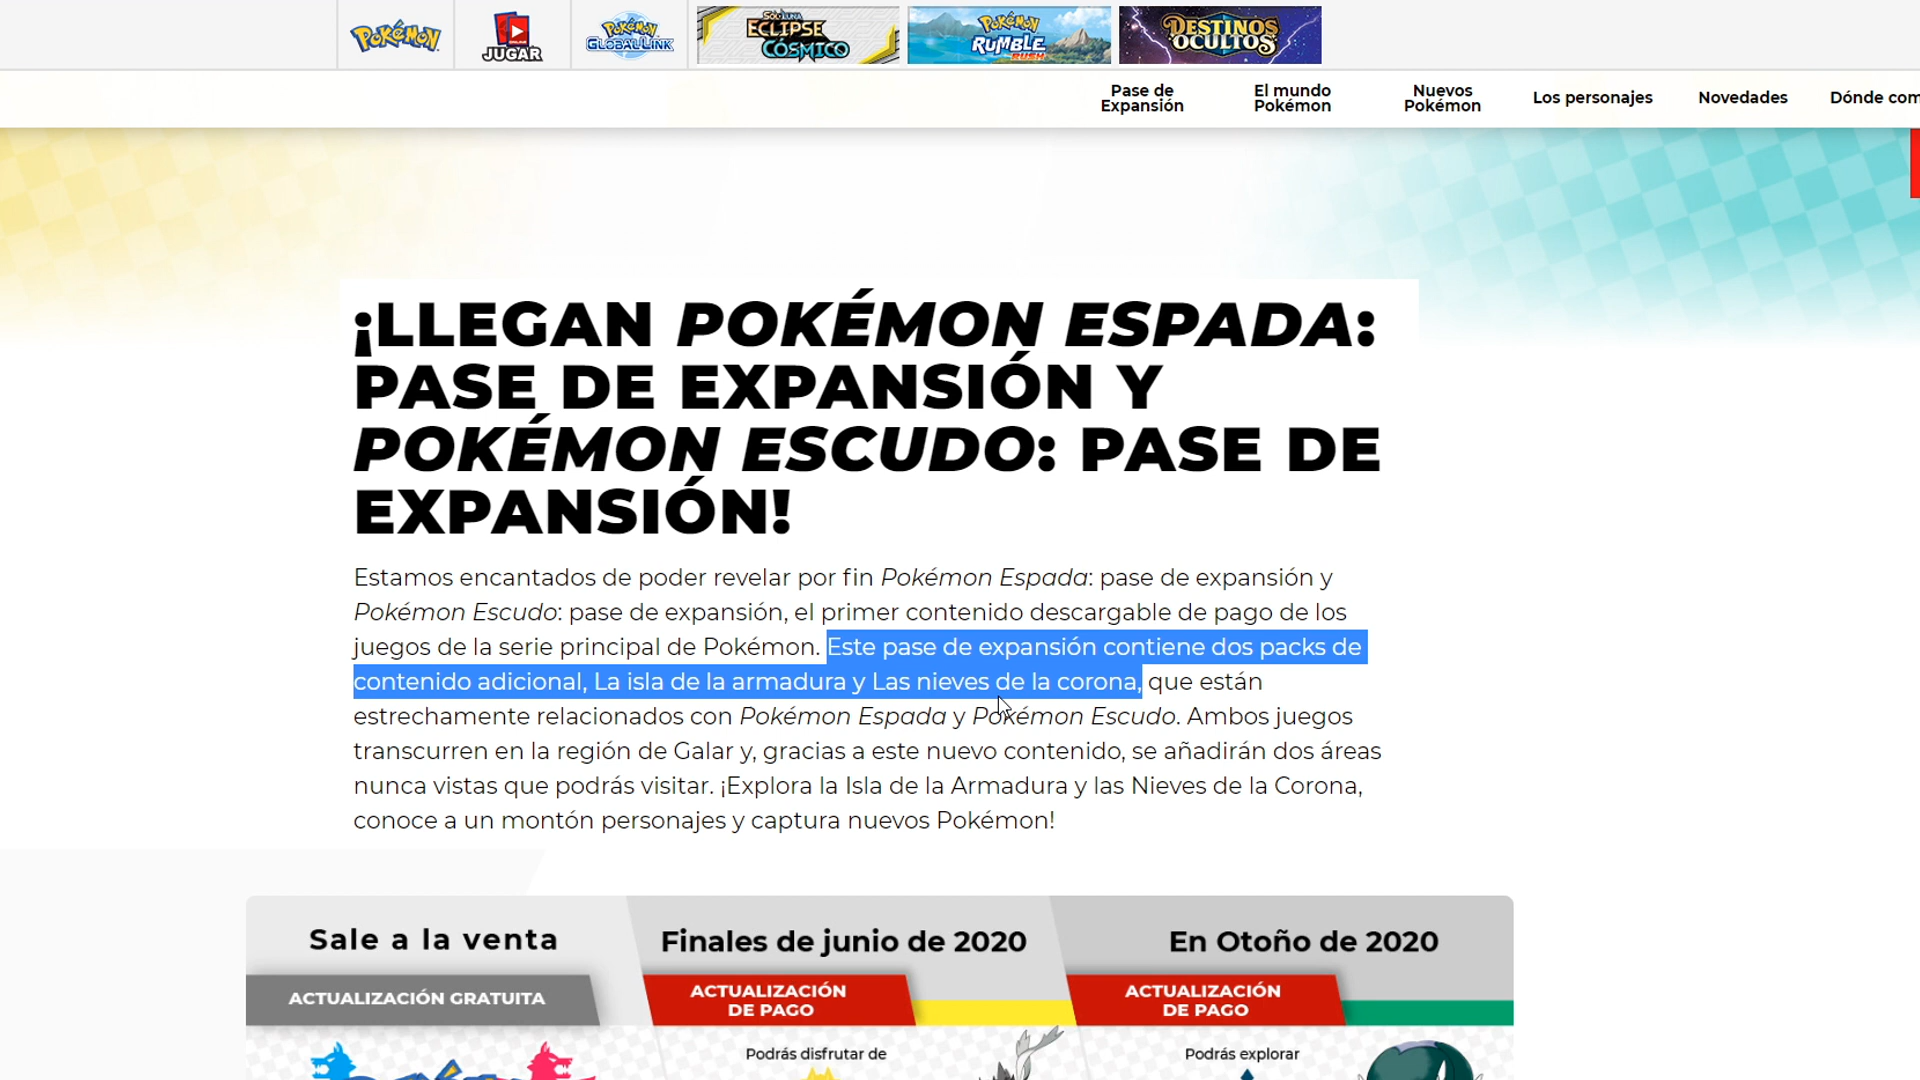 Pokémon
JUGAR
Pokémon
GLOBAL LINK
SOL Y LUNA
ECLIPSE
CÓSMICO
Pokémon
RUMBLE
RUSH
DESTINOS
OCULTOS
Pase de
Expansión
El mundo
Pokémon
Nuevos
Pokémon
Los personajes
Novedades
Dónde com
¡LLEGAN POKÉMON ESPADA:
PASE DE EXPANSIÓN Y
POKÉMON ESCUDO: PASE DE
EXPANSIÓN!
Estamos encantados de poder revelar por fin Pokémon Espada: pase de expansión y
Pokémon Escudo: pase de expansión, el primer contenido descargable de pago de los
juegos de la serie principal de Pokémon. Este pase de expansión contiene dos packs de
contenido adicional, La isla de la armadura y Las nieves de la corona, que están
estrechamente relacionados con Pokémon Espada y Pokémon Escudo. Ambos juegos
transcurren en la región de Galar y, gracias a este nuevo contenido, se añadirán dos áreas
nunca vistas que podrás visitar. ¡Explora la Isla de la Armadura y las Nieves de la Corona,
conoce a un montón personajes y captura nuevos Pokémon!
Sale a la venta
ACTUALIZACIÓN GRATUITA
Finales de junio de 2020
ACTUALIZACIÓN
DE PAGO
Podrás disfrutar de
En Otoño de 2020
ACTUALIZACIÓN
DE PAGO
Podrás explorar